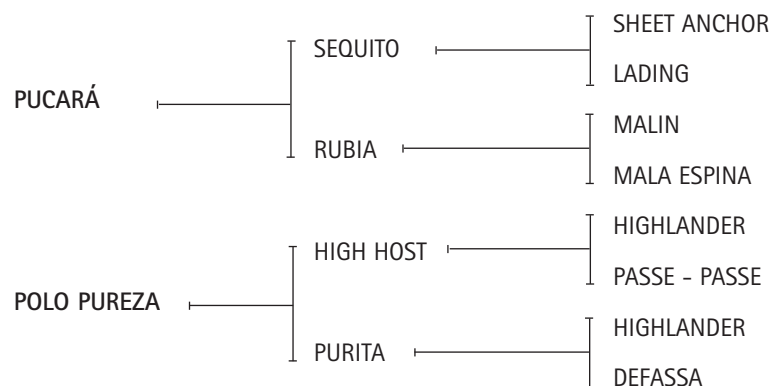 SHEET ANCHOR
SEQUITO
LADING
PUCARÁ
MALIN
RUBIA
MALA ESPINA
HIGHLANDER
HIGH HOST
PASSE - PASSE
POLO PUREZA
HIGHLANDER
PURITA
DEFASSA